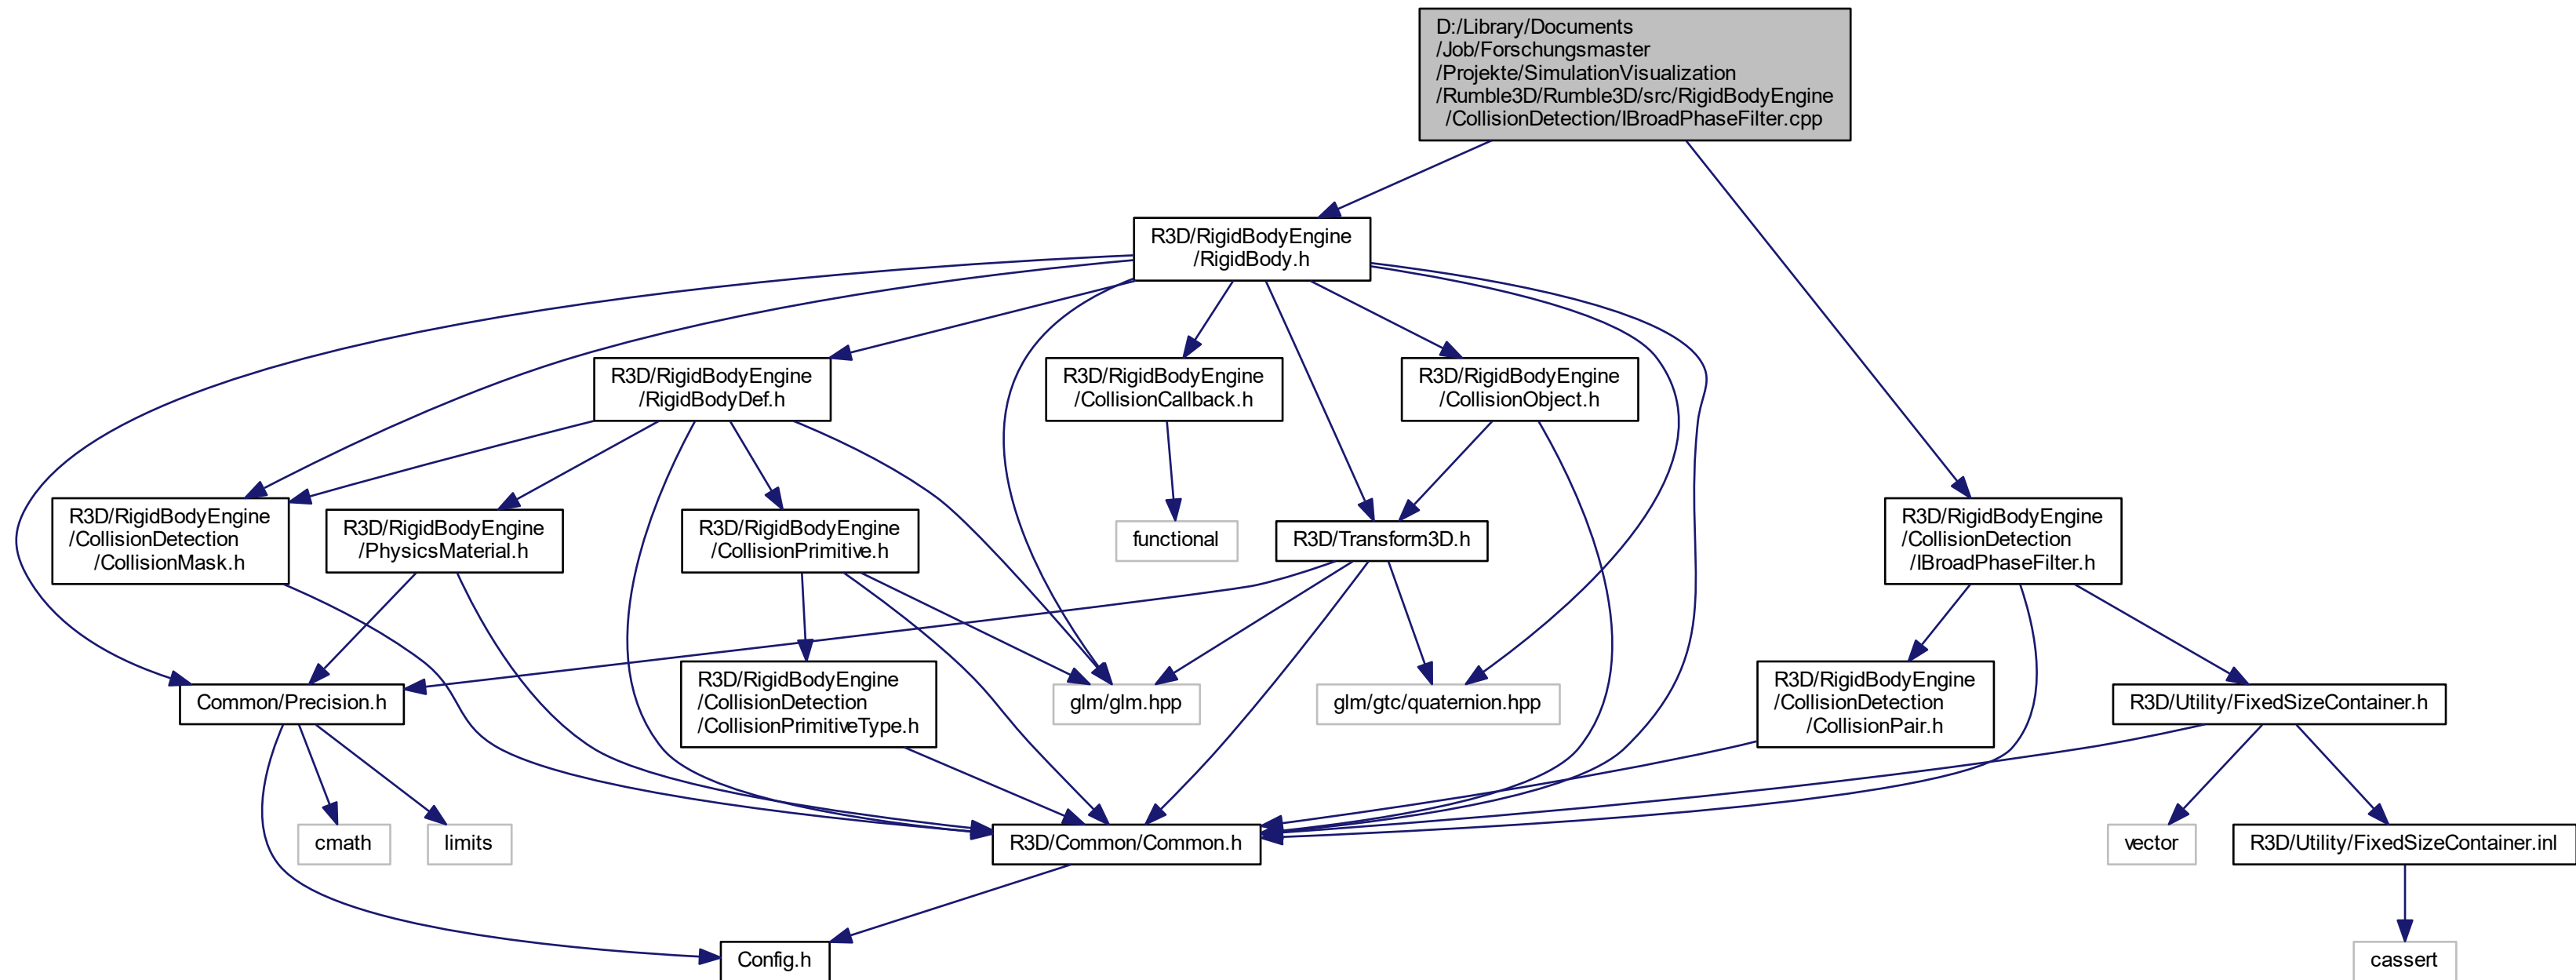 D:/Library/Documents
/Job/Forschungsmaster
/Projekte/SimulationVisualization
/Rumble3D/Rumble3D/src/RigidBodyEngine
/CollisionDetection/IBroadPhaseFilter.cpp
R3D/RigidBodyEngine
/RigidBody.h
R3D/RigidBodyEngine
/RigidBodyDef.h
R3D/RigidBodyEngine
/CollisionCallback.h
R3D/RigidBodyEngine
/CollisionObject.h
R3D/RigidBodyEngine
/CollisionDetection
/CollisionMask.h
R3D/RigidBodyEngine
/PhysicsMaterial.h
R3D/RigidBodyEngine
/CollisionPrimitive.h
functional
R3D/Transform3D.h
R3D/RigidBodyEngine
/CollisionDetection
/IBroadPhaseFilter.h
Common/Precision.h
R3D/RigidBodyEngine
/CollisionDetection
/CollisionPrimitiveType.h
glm/glm.hpp
glm/gtc/quaternion.hpp
R3D/RigidBodyEngine
/CollisionDetection
/CollisionPair.h
R3D/Utility/FixedSizeContainer.h
cmath
limits
R3D/Common/Common.h
vector
R3D/Utility/FixedSizeContainer.inl
Config.h
cassert